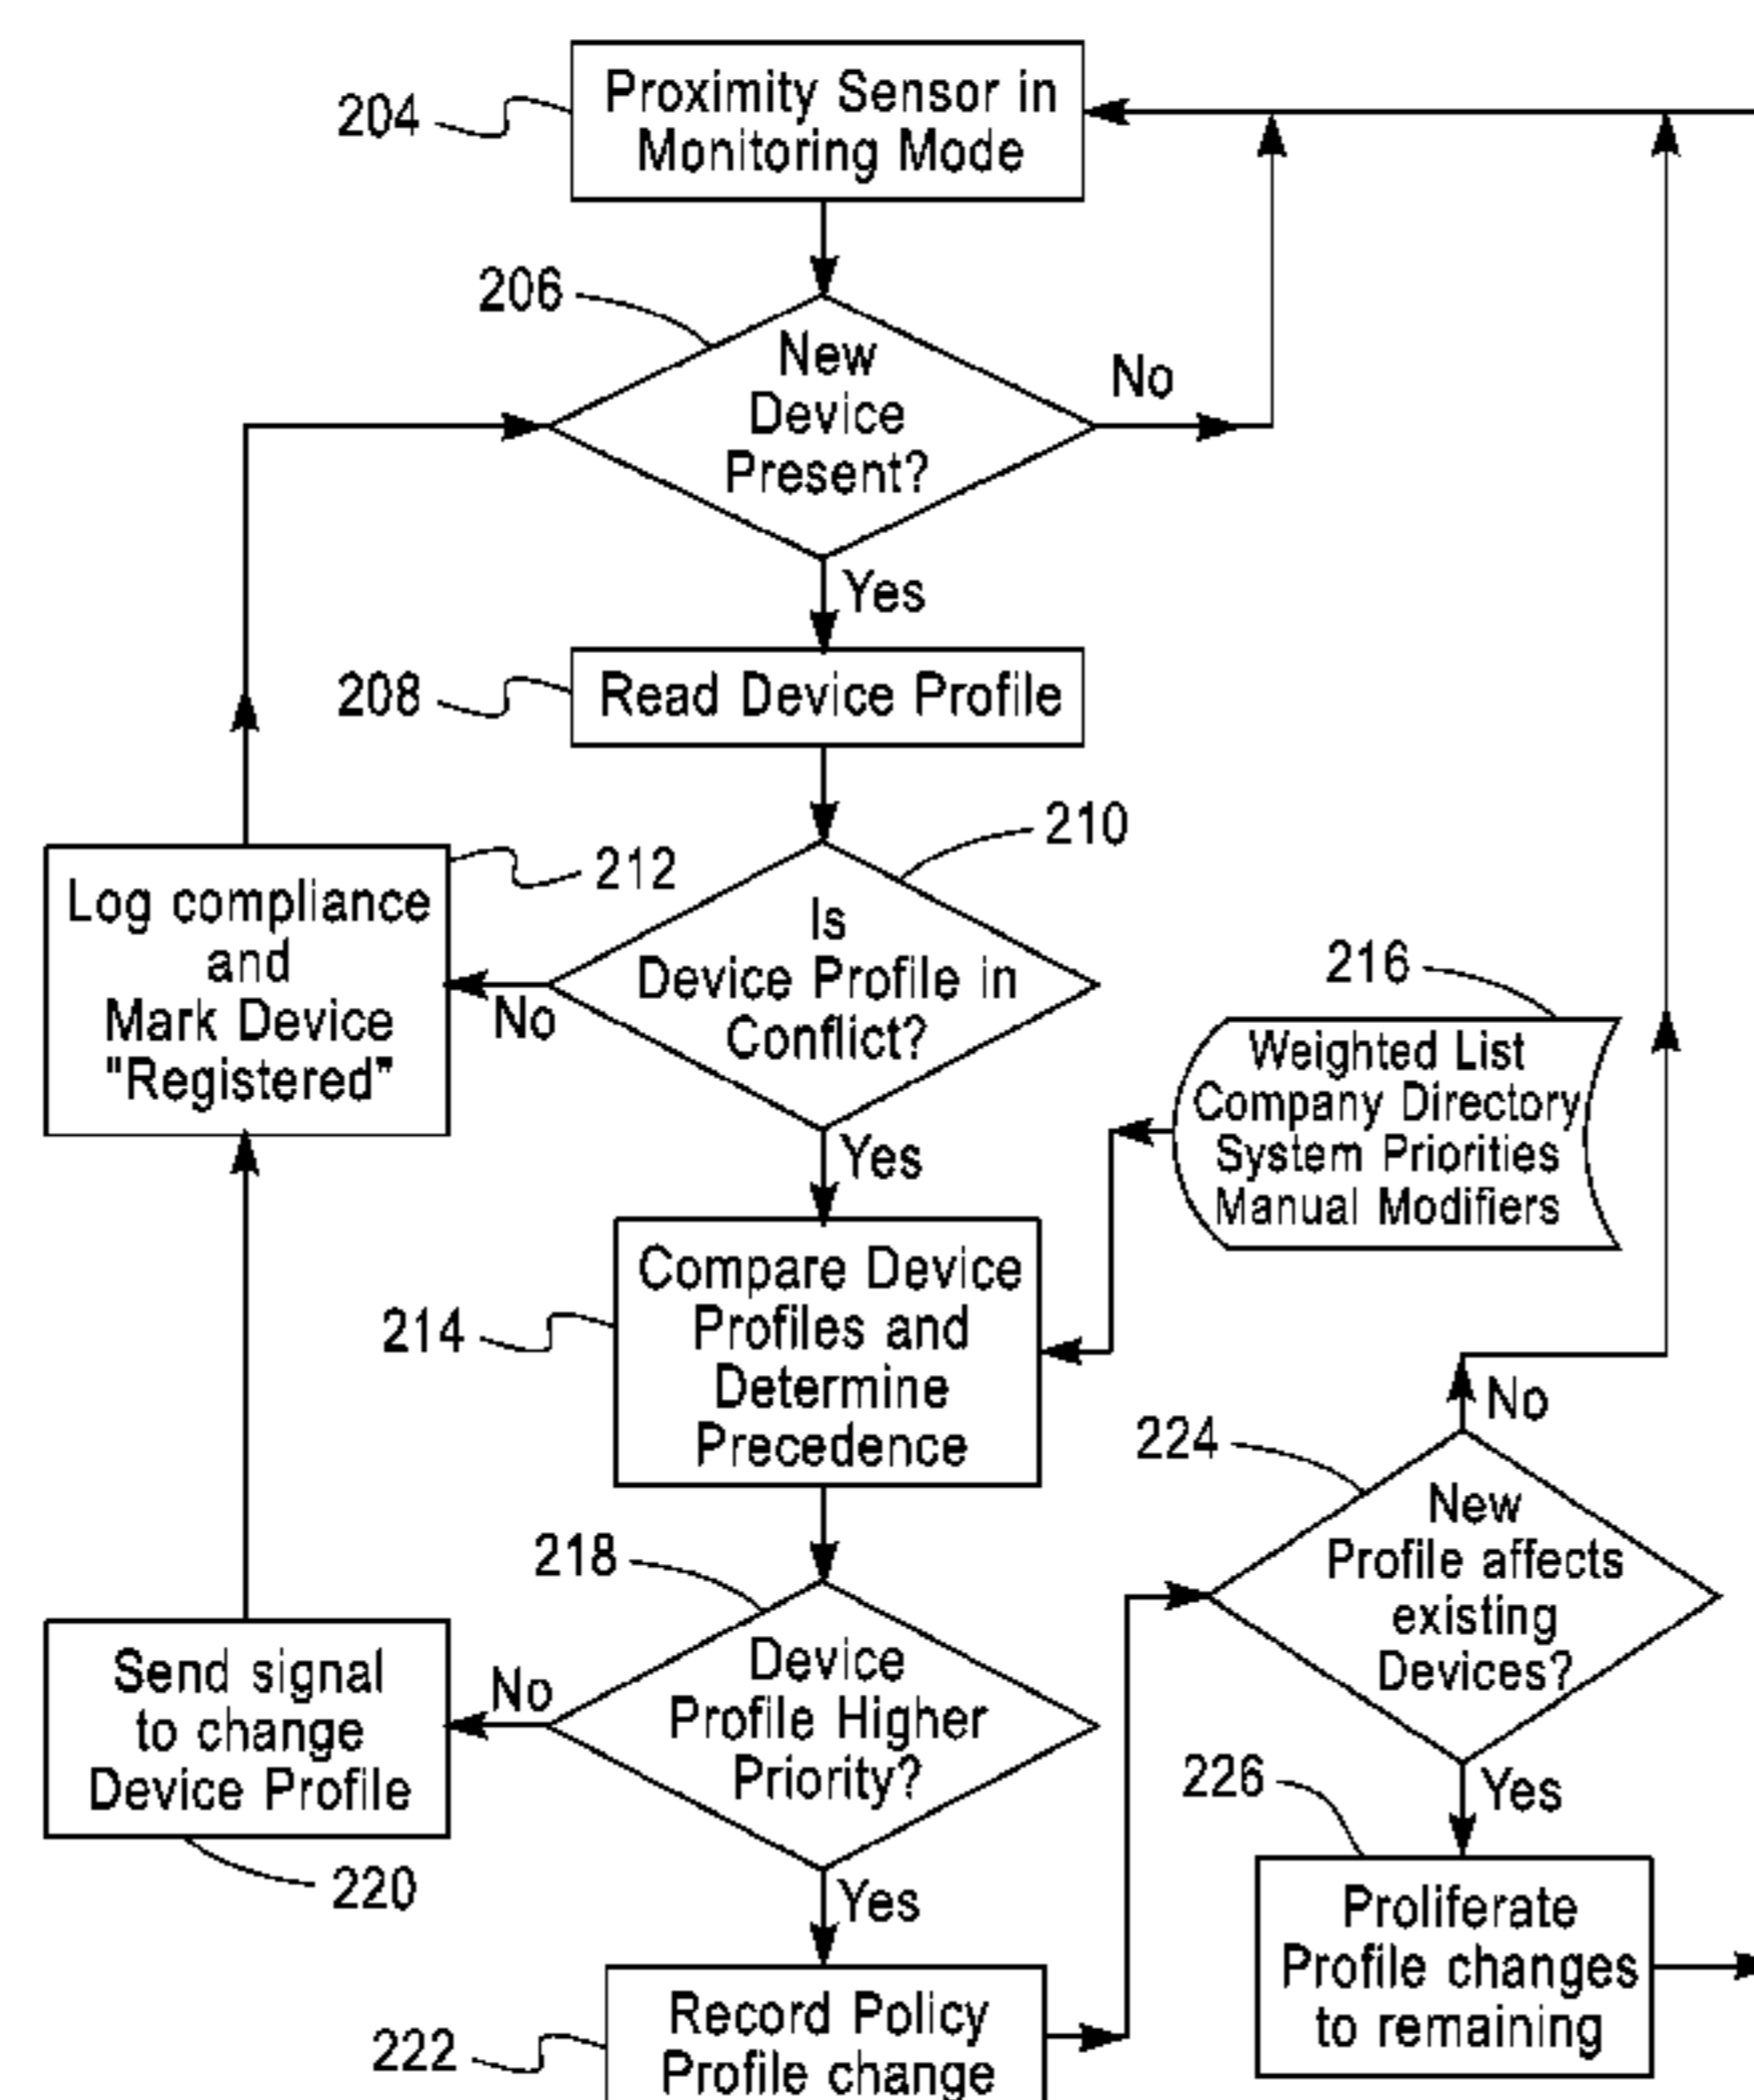 204
Proximity Sensor in
Monitoring Mode
206
New
Device
Present?
No
Yes
208
Read Device Profile
210
212
Log compliance
and
Mark Device
"Registered"
Is
Device Profile in
Conflict?
No
Yes
216
Weighted List
Company Directory
System Priorities
Manual Modifiers
214
Compare Device
Profiles and
Determine
Precedence
No
224
New
Profile affects
existing
Devices?
218
Device
Profile Higher
Priority?
No
Send signal
to change
Device Profile
220
Yes
226
Yes
Proliferate
Profile changes
to remaining
222
Record Policy
Profile change